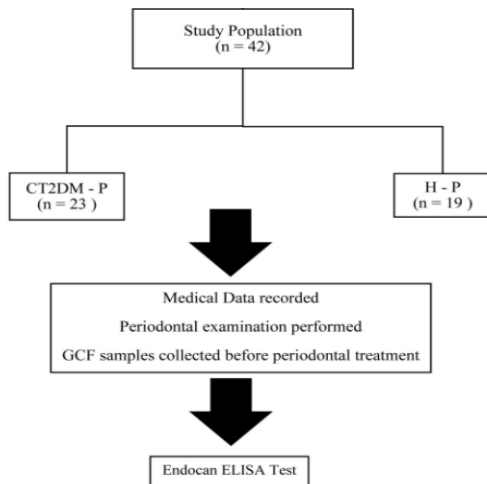 Study Population
(n = 42)
CT2DM - P
(n = 23 )
H - P
(n = 19 )
Medical Data recorded
Periodontal examination performed
GCF samples collected before periodontal treatment
Endocan ELISA Test